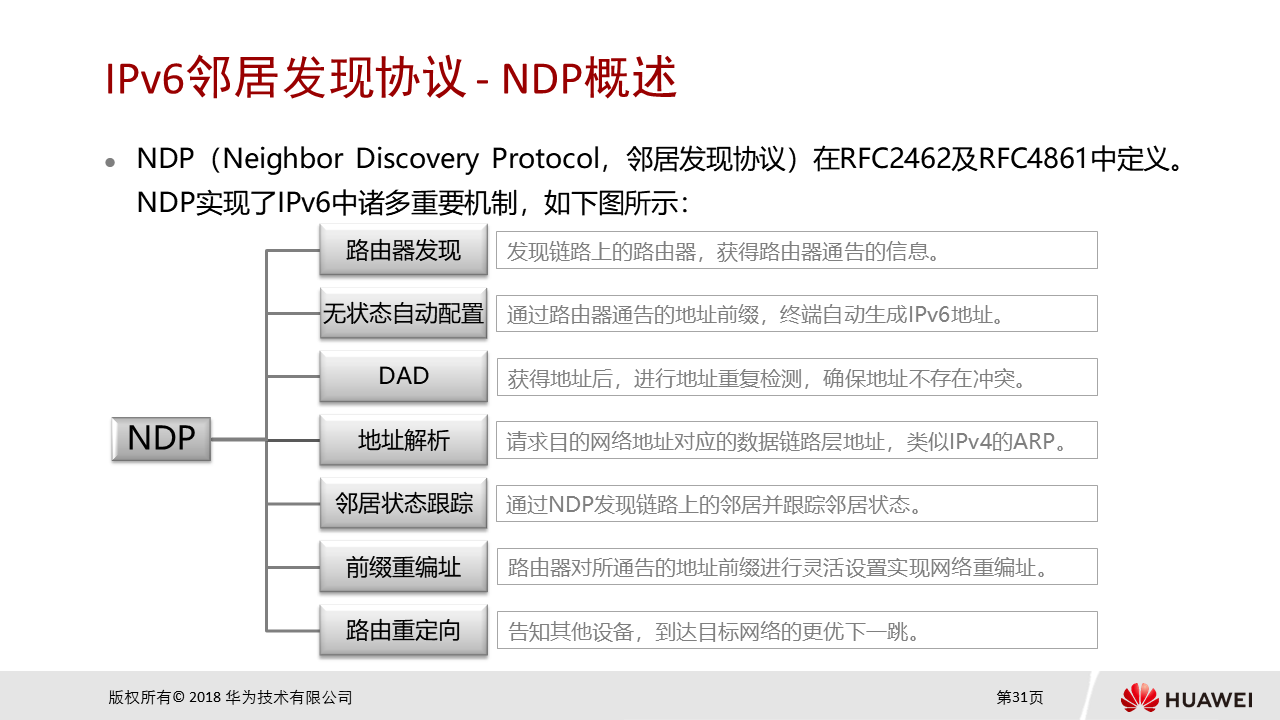 IPv6邻居发现协议 - NDP概述
NDP（Neighbor Discovery Protocol，邻居发现协议）在RFC2462及RFC4861中定义。
NDP实现了IPv6中诸多重要机制，如下图所示：
NDP
路由器发现
发现链路上的路由器，获得路由器通告的信息。
无状态自动配置
通过路由器通告的地址前缀，终端自动生成IPv6地址。
DAD
获得地址后，进行地址重复检测，确保地址不存在冲突。
地址解析
请求目的网络地址对应的数据链路层地址，类似IPv4的ARP。
邻居状态跟踪
通过NDP发现链路上的邻居并跟踪邻居状态。
前缀重编址
路由器对所通告的地址前缀进行灵活设置实现网络重编址。
路由重定向
告知其他设备，到达目标网络的更优下一跳。
版权所有© 2018 华为技术有限公司
第31页
HUAWEI